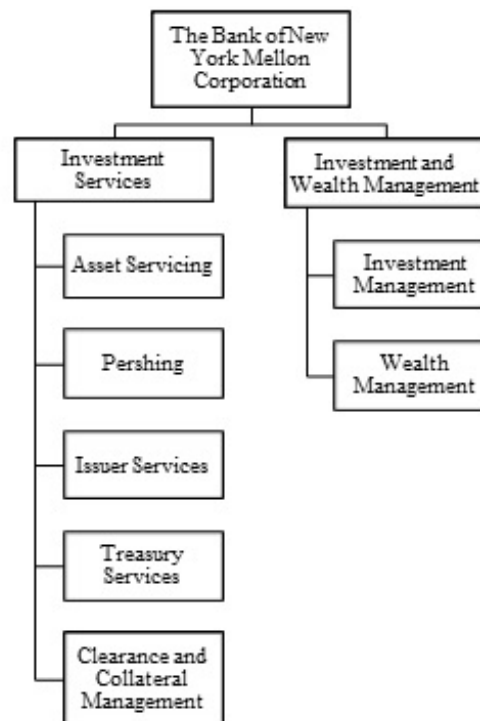 The Bank of New
York Mellon
Corporation
Investment
Services
Asset Servicing
Pershing
Issuer Services
Treasury
Services
Clearance and
Collateral
Management
Investment and
Wealth Management
Investment
Management
Wealth
Management